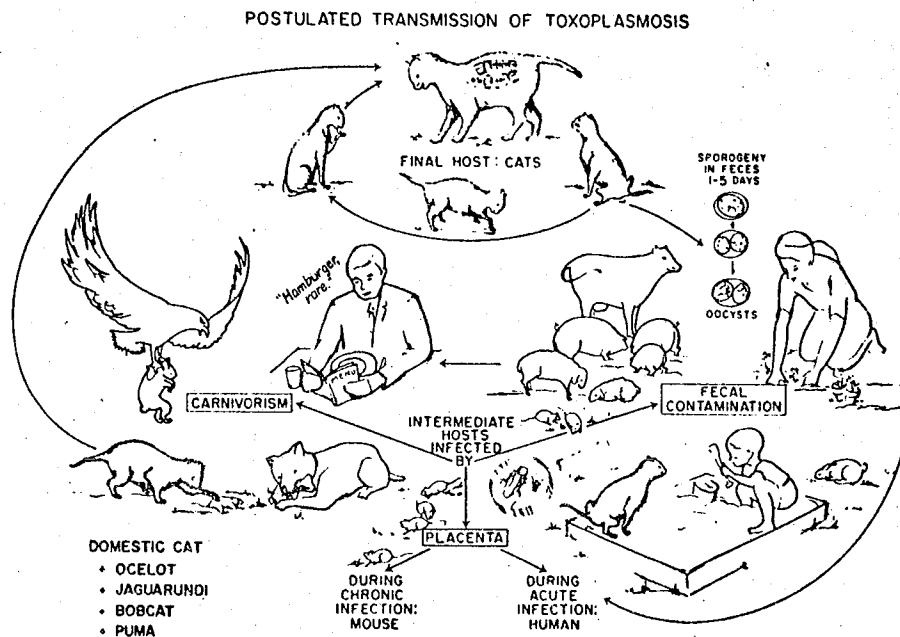 POSTULATED TRANSMISSION OF TOXOPLASMOSIS
FINAL HOST: CATS
SPOROGENY
IN FECES
1-5 DAYS
OOCYSTS
"Hamburger,
rare."
MENU
CARNIVORISM
FECAL
CONTAMINATION
INTERMEDIATE
HOSTS
INFECTED
BY
PLACENTA
DURING
CHRONIC
INFECTION:
MOUSE
DURING
ACUTE
INFECTION:
HUMAN
DOMESTIC CAT
+ OCELOT
+ JAGUARUNDI
+ BOBCAT
+ PUMA